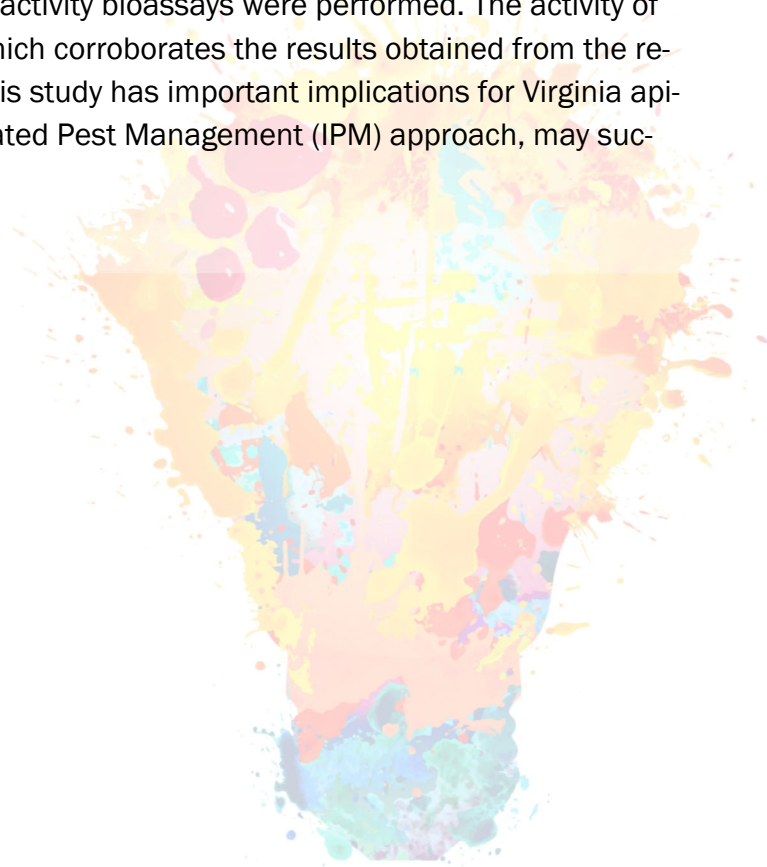 activity bioassays were performed. The activity of
hich corroborates the results obtained from the re-
is study has important implications for Virginia api-
ated Pest Management (IPM) approach, may suc-